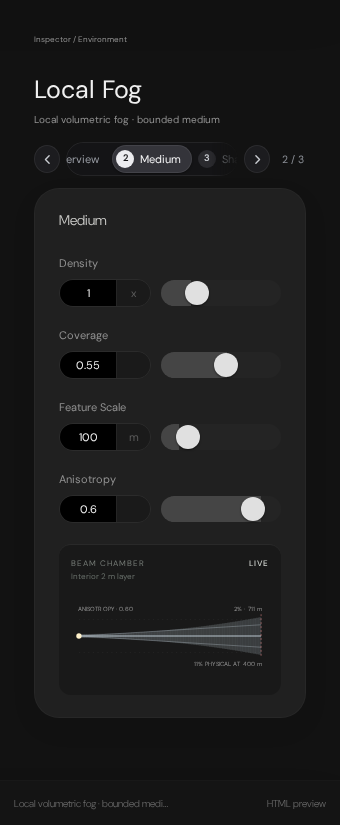 Inspector / Environment
Local Fog
Local volumetric fog · bounded medium
erview 2 Medium 3 Sh 2 / 3
Medium
Density
1 x
Coverage
0.55
Feature Scale
100 m
Anisotropy
0.6
BEAM CHAMBER LIVE
Interior 2 m layer
ANISOTROPY · 0.60 2% · 711 m
11% PHYSICAL AT 400 m
Local volumetric fog · bounded medi... HTML preview